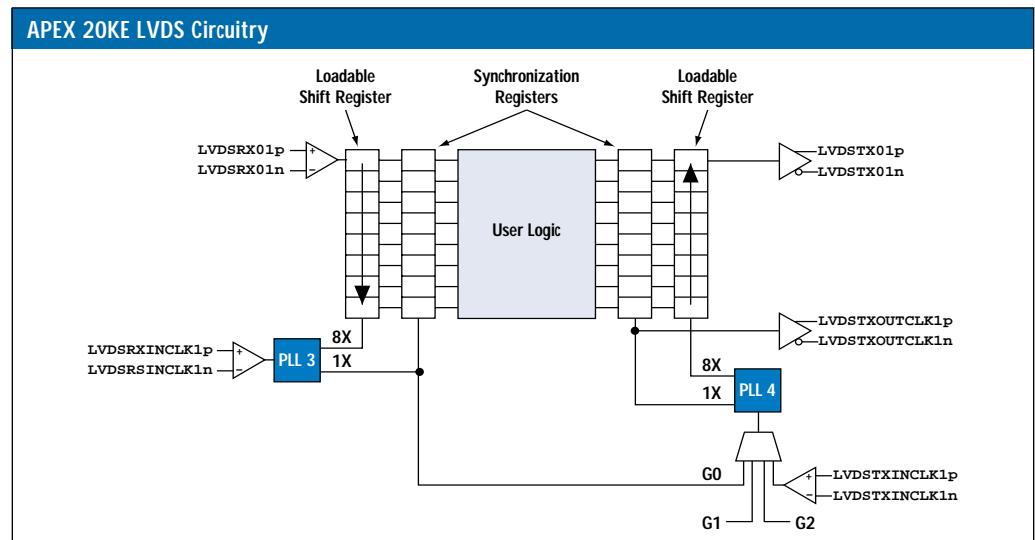 APEX 20KE LVDS Circuitry
Loadable
Shift Register
Synchronization
Registers
Loadable
Shift Register
LVDSRX01p
LVDSRX01n
+
−
User Logic
LVDSTX01p
LVDSTX01n
LVDSRXINCLK1p
LVDSRSINCLK1n
+
−
PLL 3
8X
1X
LVDSTXOUTCLK1p
LVDSTXOUTCLK1n
8X
1X
PLL 4
G0
G1
G2
+
−
LVDSTXINCLK1p
LVDSTXINCLK1n